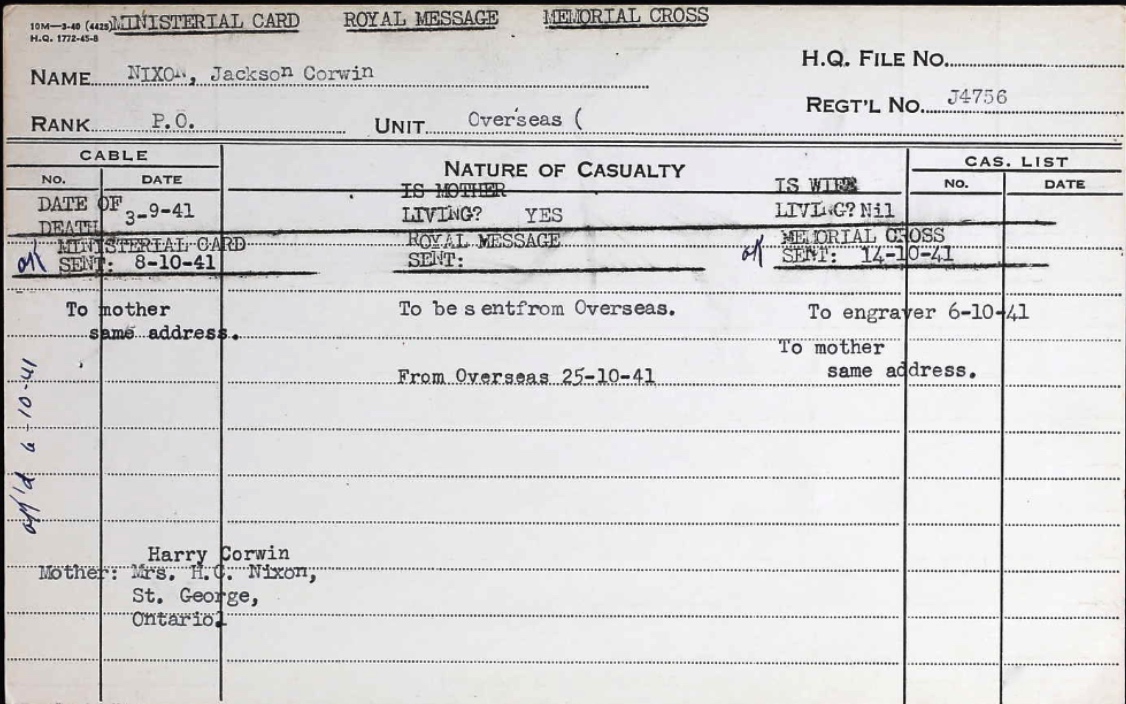 MINISTERIAL CARD ROYAL MESSAGE MEMORIAL CROSS
10M—3-40 (4425)
H.Q. 1772-45-8
H.Q. FILE NO.
NAME NIXON, Jackson Corwin
REGT'L NO. J4756
RANK P.O. UNIT Overseas (
CABLE NATURE OF CASUALTY CAS. LIST
NO. DATE NO. DATE
IS MOTHER IS WIFE
DATE OF 3-9-41 LIVING? YES LIVING? Nil
DEATH
MINISTERIAL CARD ROYAL MESSAGE MEMORIAL CROSS
SENT: 8-10-41 SENT: SENT: 14-10-41
To mother To be s entfrom Overseas. To engraver 6-10-41
same address. To mother
From Overseas 25-10-41 same address.
6-10-41
Harry Corwin
Mother: Mrs. H.C. Nixon,
St. George,
Ontario